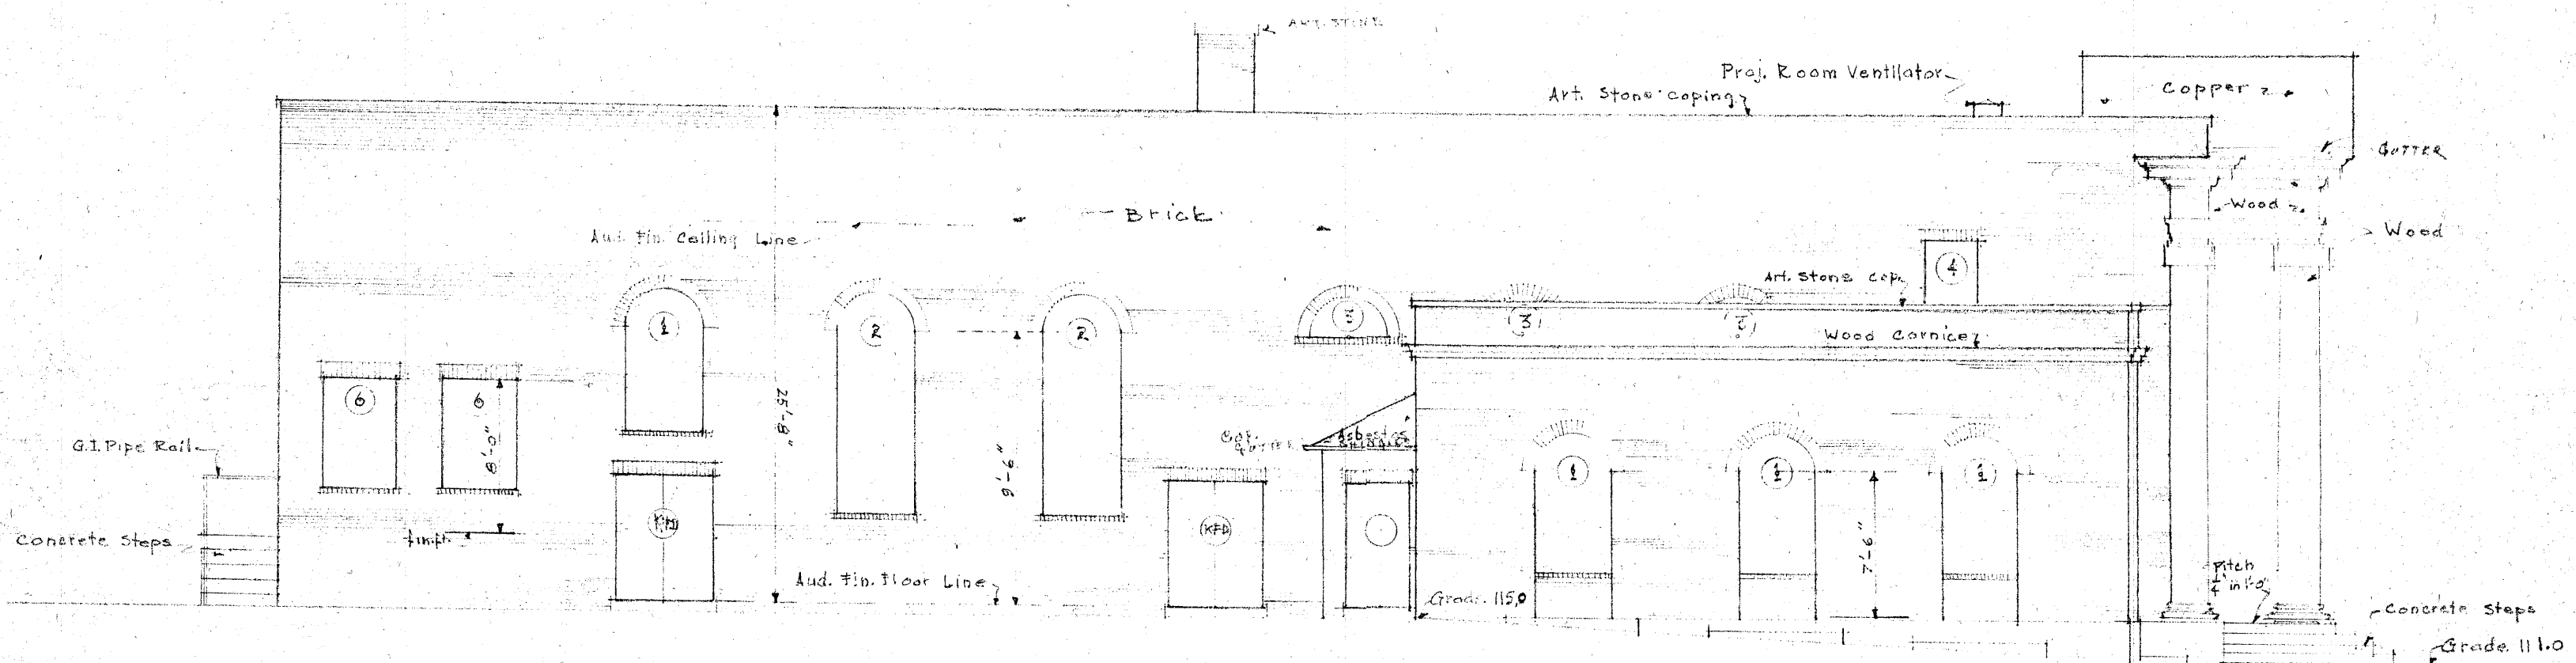 ART. STONE
Proj. Room Ventilator
Art. Stone coping
Copper
GUTTER
Brick
Wood
Wood
Aud. Fin. Ceiling Line
Art. Stone Cop.
4
1
2
2
3
3
3
Wood Cornice
6
6
8'-0"
25'-8"
9'-6"
G.I. Pipe Rail
Asbestos
1
1
1
7'-6"
KFD
Concrete Steps
Aud. Fin. Floor Line
Grade 115.0
Pitch
1/4" in 1'-0"
Concrete Steps
Grade 111.0